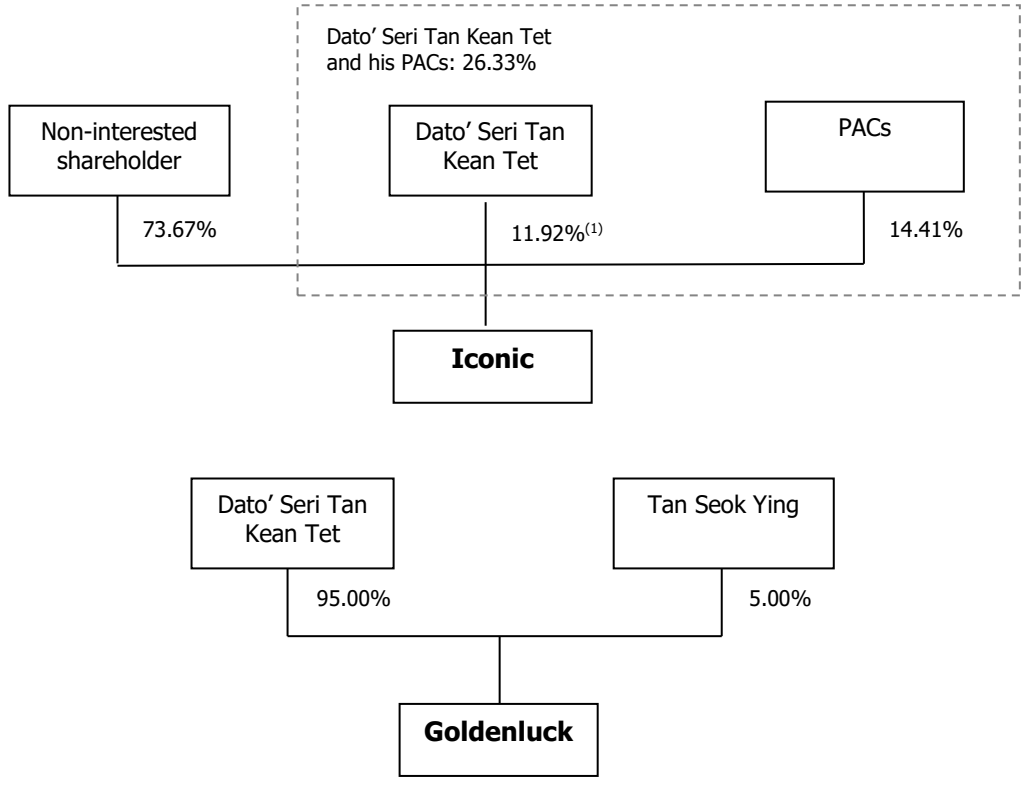 Dato’ Seri Tan Kean Tet
and his PACs: 26.33%
Non-interested
shareholder
Dato’ Seri Tan
Kean Tet
PACs
73.67%
11.92%(1)
14.41%
Iconic
Dato’ Seri Tan
Kean Tet
Tan Seok Ying
95.00%
5.00%
Goldenluck